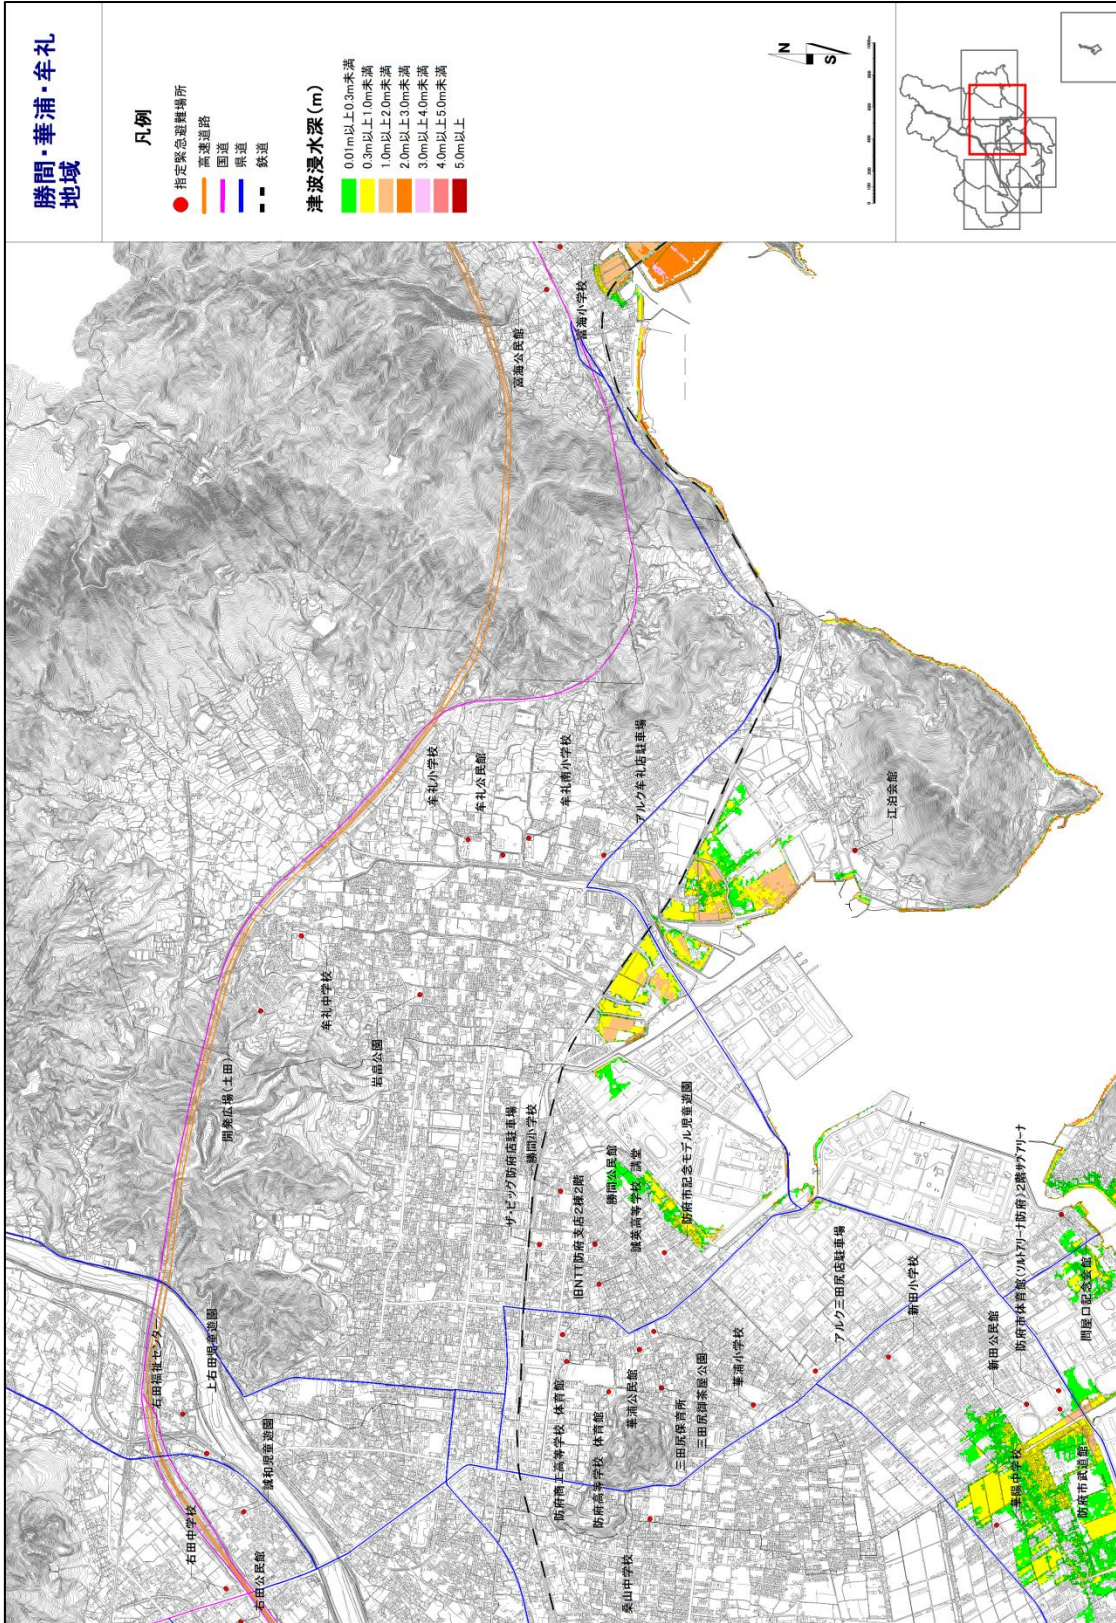 勝間・華浦・牟礼
地域
凡例
指定緊急避難場所
高速道路
国道
県道
鉄道
津波浸水深(m)
0.01m以上0.3m未満
0.3m以上1.0m未満
1.0m以上2.0m未満
2.0m以上3.0m未満
3.0m以上4.0m未満
4.0m以上5.0m未満
5.0m以上
N
S
富海公民館
富海小学校
牟礼小学校
牟礼公民館
牟礼南小学校
アルク牟礼店駐車場
江泊会館
開発広場(土田)
牟礼中学校
岩畠公園
ザ・ビッグ防府店駐車場
勝間小学校
旧NTT防府支店2棟2階
勝間公民館
誠英高等学校 講堂
防府市記念モデル児童遊園
右田福祉センター
上右田児童遊園
誠和児童遊園
右田中学校
右田公民館
防府商工高等学校 体育館
防府高等学校 体育館
華浦公民館
三田尻保育所
三田尻御茶屋公園
華浦小学校
桑山中学校
アルク三田尻店駐車場
新田小学校
新田公民館
防府市体育館(ソルトアリーナ防府)2階サブアリーナ
問屋口記念会館
華陽中学校
防府市武道館